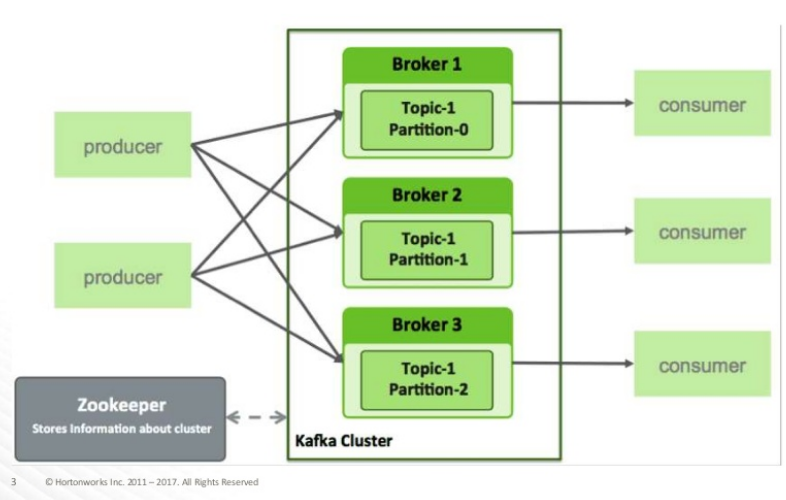 producer
producer
Zookeeper
Stores Information about cluster
Broker 1
Topic-1
Partition-0
Broker 2
Topic-1
Partition-1
Broker 3
Topic-1
Partition-2
Kafka Cluster
consumer
consumer
consumer
3 © Hortonworks Inc. 2011 – 2017. All Rights Reserved